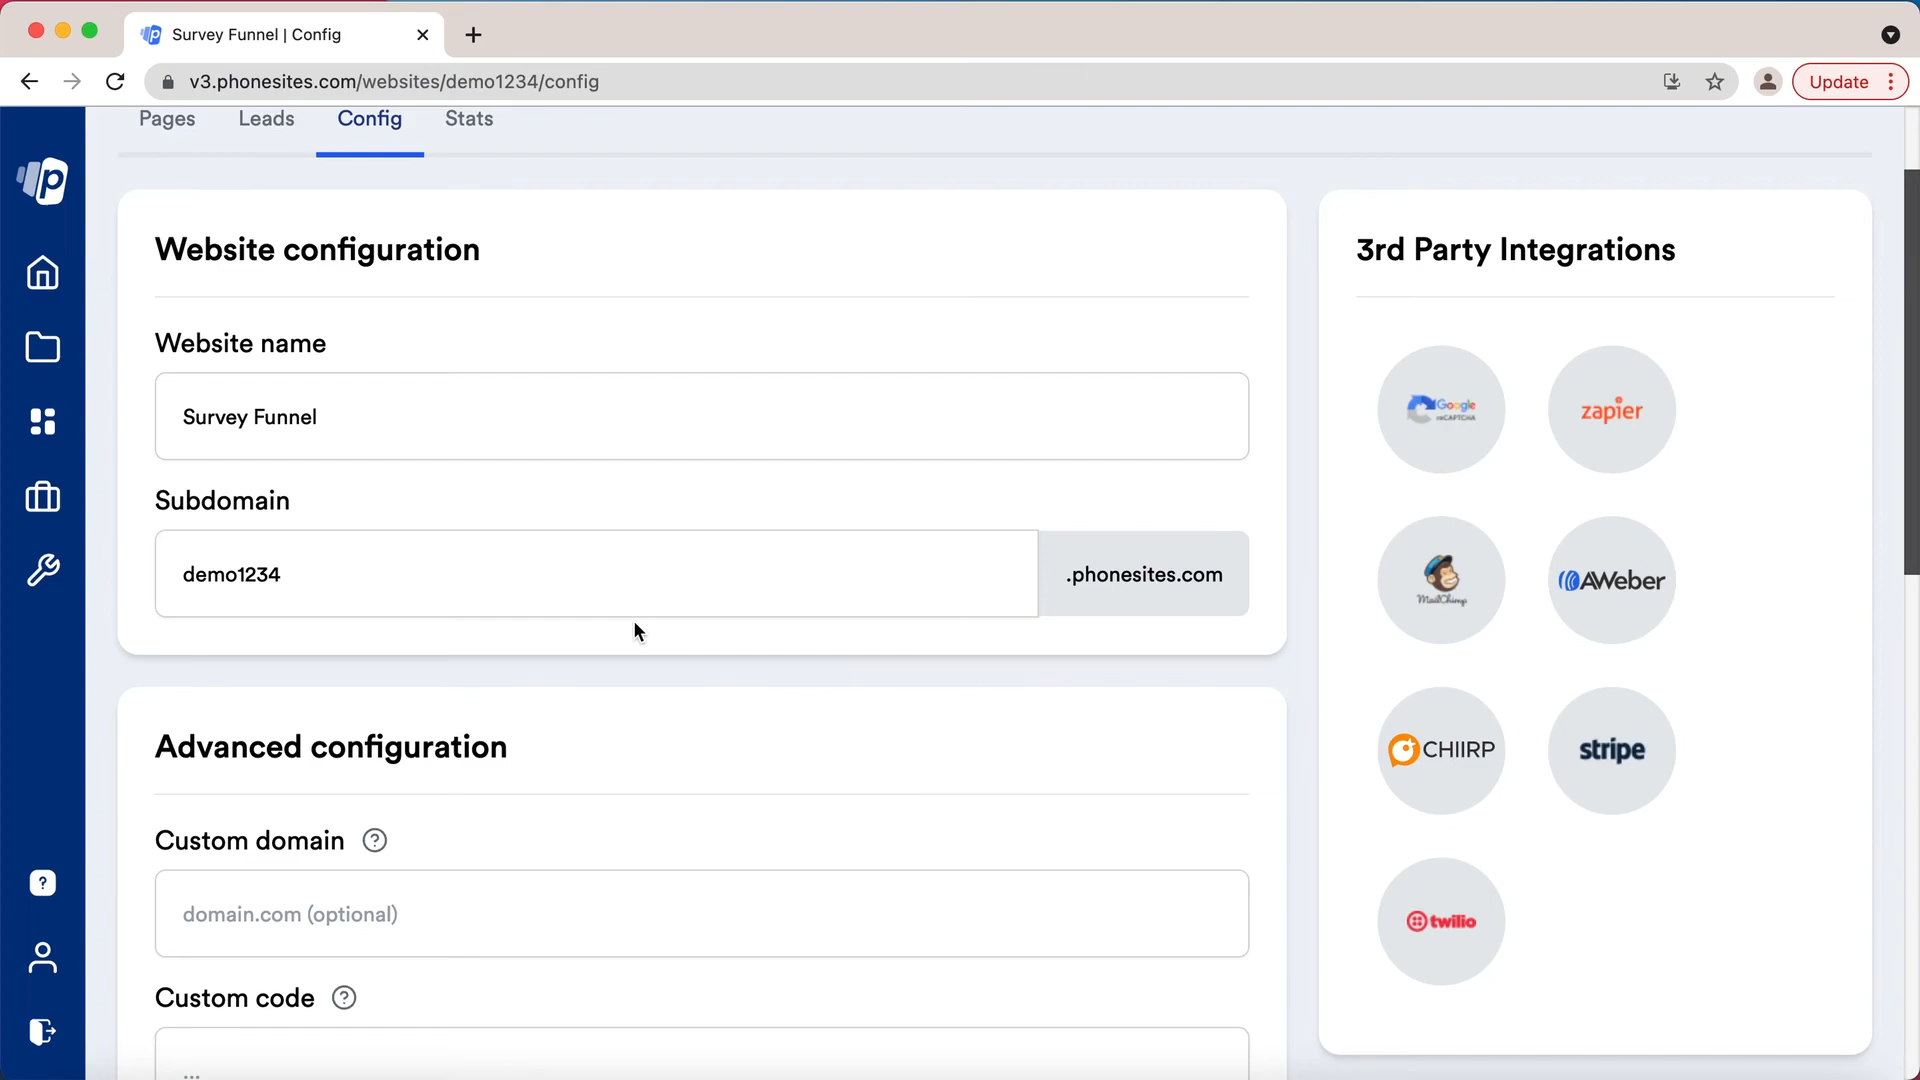 Survey Funnel | Config
v3.phonesites.com/websites/demo1234/config
Update
Pages
Leads
Config
Stats
Website configuration
Website name
Survey Funnel
Subdomain
demo1234
.phonesites.com
Advanced configuration
Custom domain ?
domain.com (optional)
Custom code ?
...
3rd Party Integrations
Google
reCAPTCHA
zapier
MailChimp
AWeber
CHIIRP
stripe
twilio
p
?